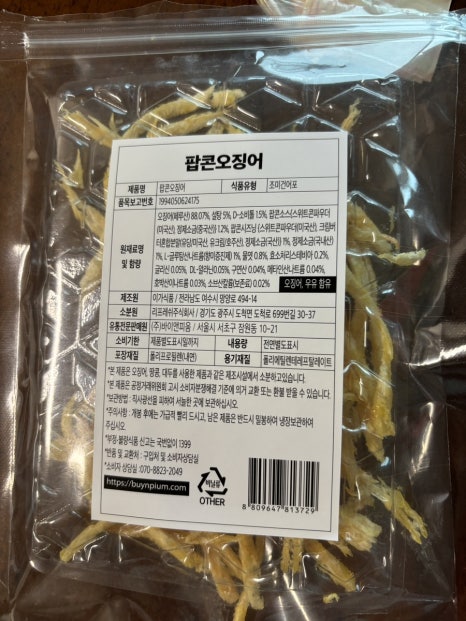 팝콘오징어
제품명 팝콘오징어 식품유형 조미건어포
품목보고번호 1994050624175
원재료명 및 함량
오징어(페루산) 88.07%, 설탕 5%, D-소비톨 1.5%, 팝콘소식스위트콘파우더
(미국산), 정제소금(중국산)] 1.2%, 팝콘시즈닝 (스위트콘파우더(미국산), 크림버
터혼합분말(유당/미국산, 유크림/호주산), 정제소금(국내산)]
1%, L-글루탐산나트륨(향미증진제) 1%, 물엿 0.8%, 효소처리스테비아 0.2%,
글리신 0.05%, DL-알라닌 0.05%, 구연산 0.04%, 메타인산나트륨 0.04%,
호박산이나트륨 0.03%, 소브산칼륨(보존료) 0.02% 오징어, 우유 함유
제조원 이가식품 / 전라남도 여수시 망양로 494-14
소분원 리프레쉬주식회사 / 경기도 광주시 도척면 도척로 699번길 30-37
유통전문판매원 (주)바이앤피움 / 서울시 서초구 잠원동 10-21
소비기한 제품별도표시일까지 내용량 전면별도표시
포장재질 폴리프로필렌(내면) 용기재질 폴리에틸렌테레프탈레이트
*본 제품은 오징어, 땅콩, 대두를 사용한 제품과 같은 제조시설에서 소분하고있습니다.
*본 제품은 공정거래위원회 고시 소비자분쟁해결 기준에 의거 교환 또는 환불 받을 수 있습니다.
*보관방법 : 직사광선을 피하여 서늘한 곳에 보관하십시오.
*주의사항 : 개봉 후에는 가급적 빨리 드시고, 남은 제품은 반드시 밀봉하여 냉장보관하여
주십시오.
*부정·불량식품 신고는 국번없이 1399
*반품 및 교환처 : 구입처 및 소비자상담실
*소비자 상담실 : 070-8823-2049
https://buynpium.com
비닐류
OTHER
8 809647 813729